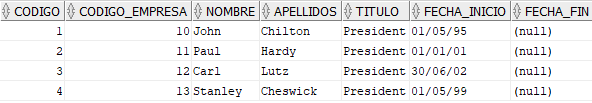 CODIGO CODIGO_EMPRESA NOMBRE APELLIDOS TITULO FECHA_INICIO FECHA_FIN
1 10 John Chilton President 01/05/95 (null)
2 11 Paul Hardy President 01/01/01 (null)
3 12 Carl Lutz President 30/06/02 (null)
4 13 Stanley Cheswick President 01/05/99 (null)